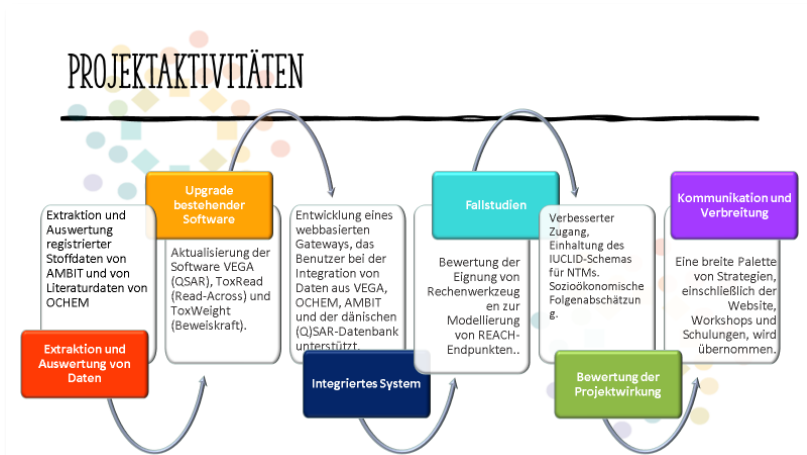 PROJEKTAKTIVITÄTEN
Extraktion und
Auswertung
registrierter
Stoffdaten von
AMBIT und von
Literaturdaten von
OCHEM
Extraktion und
Auswertung von
Daten
Upgrade
bestehender
Software
Aktualisierung der
Software VEGA
(QSAR), ToxRead
(Read-Across) und
ToxWeight
(Beweiskraft).
Entwicklung eines
webbasierten
Gateways, das
Benutzer bei der
Integration von
Daten aus VEGA,
OCHEM, AMBIT
und der dänischen
(Q)SAR-Datenbank
unterstützt.
Integriertes System
Fallstudien
Bewertung der
Eignung von
Rechenwerkzeug
en zur
Modellierung
von REACH-
Endpunkten..
Verbesserter
Zugang,
Einhaltung des
IUCLID-Schemas
für NTMs.
Sozioökonomische
Folgenabschätzun
g.
Bewertung der
Projektwirkung
Kommunikation und
Verbreitung
Eine breite Palette
von Strategien,
einschließlich der
Website,
Workshops und
Schulungen, wird
übernommen.